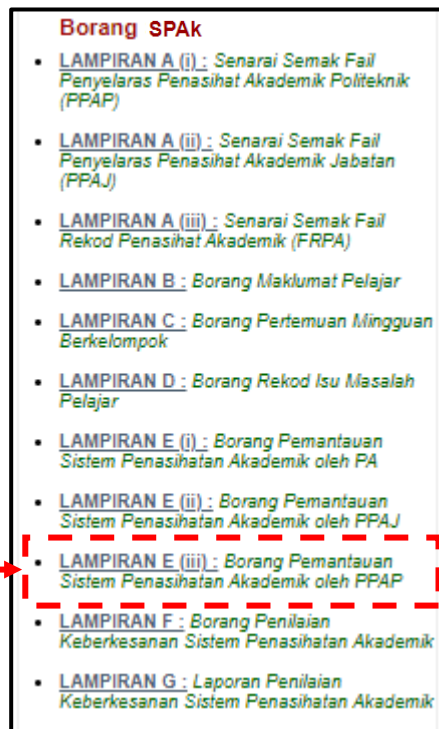 Borang SPAk
LAMPIRAN A (i) : Senarai Semak Fail
Penyelaras Penasihat Akademik Politeknik
(PPAP)
LAMPIRAN A (ii) : Senarai Semak Fail
Penyelaras Penasihat Akademik Jabatan
(PPAJ)
LAMPIRAN A (iii) : Senarai Semak Fail
Rekod Penasihat Akademik (FRPA)
LAMPIRAN B : Borang Maklumat Pelajar
LAMPIRAN C : Borang Pertemuan Mingguan
Berkelompok
LAMPIRAN D : Borang Rekod Isu Masalah
Pelajar
LAMPIRAN E (i) : Borang Pemantauan
Sistem Penasihatan Akademik oleh PA
LAMPIRAN E (ii) : Borang Pemantauan
Sistem Penasihatan Akademik oleh PPAJ
LAMPIRAN E (iii) : Borang Pemantauan
Sistem Penasihatan Akademik oleh PPAP
LAMPIRAN F : Borang Penilaian
Keberkesanan Sistem Penasihatan Akademik
LAMPIRAN G : Laporan Penilaian
Keberkesanan Sistem Penasihatan Akademik